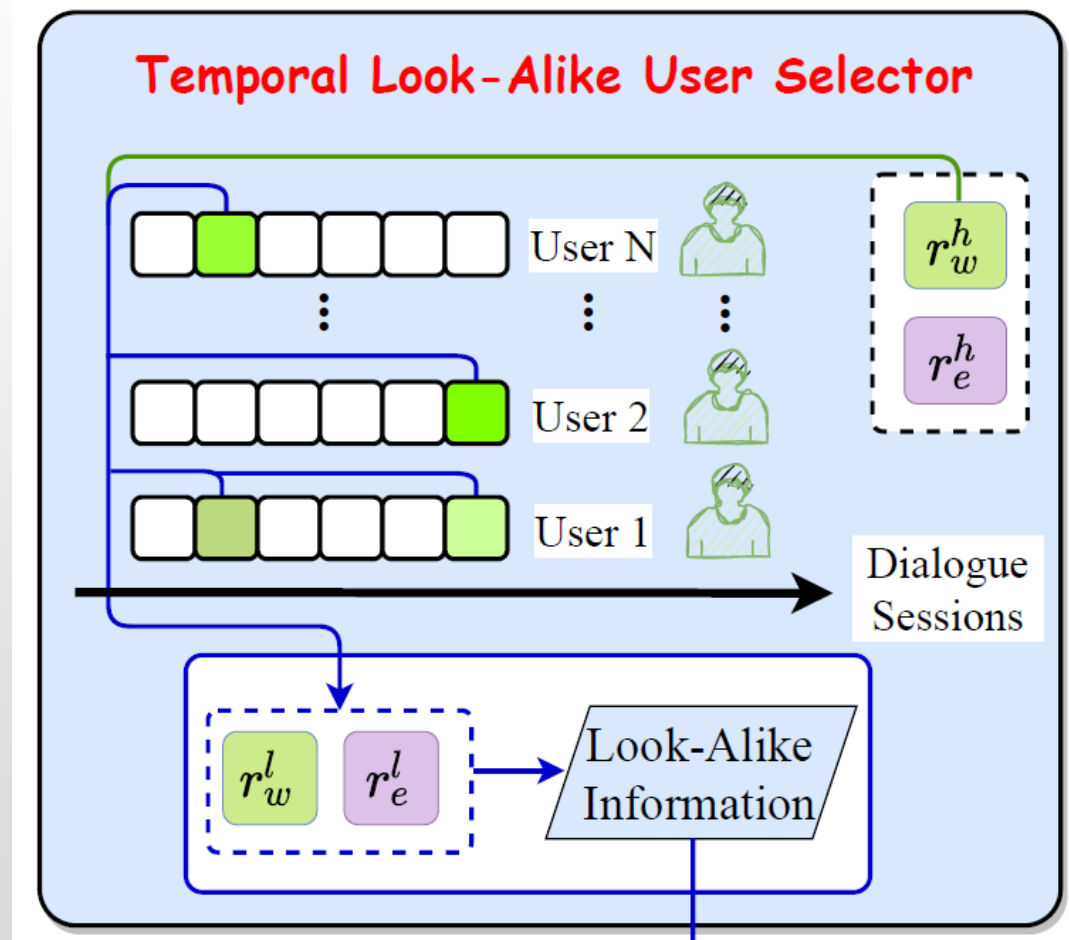 Temporal Look-Alike User Selector
User N
r_w^h
r_e^h
User 2
User 1
Dialogue
Sessions
r_w^l
r_e^l
Look-Alike
Information